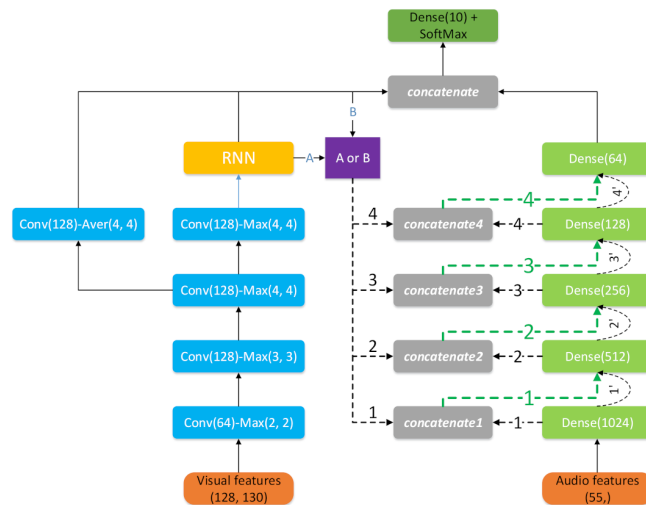 Dense(10) +
SoftMax
concatenate
B
RNN
A
A or B
Dense(64)
4
4'
Conv(128)-Aver(4, 4)
Conv(128)-Max(4, 4)
4
concatenate4
4
Dense(128)
3
3'
Conv(128)-Max(4, 4)
3
concatenate3
3
Dense(256)
2
2'
Conv(128)-Max(3, 3)
2
concatenate2
2
Dense(512)
1
1'
Conv(64)-Max(2, 2)
1
concatenate1
1
Dense(1024)
Visual features
(128, 130)
Audio features
(55,)